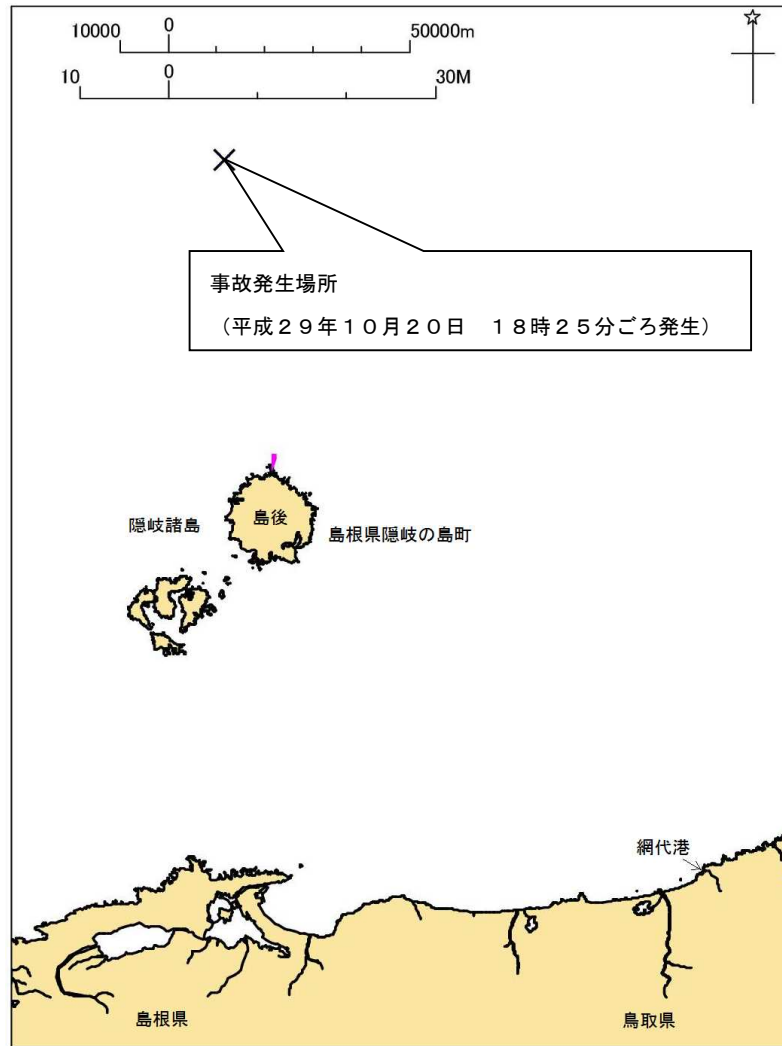 10000 0 50000m
10 0 30M
事故発生場所
（平成２９年１０月２０日　１８時２５分ごろ発生）
隠岐諸島
島後
島根県隠岐の島町
網代港
島根県
鳥取県